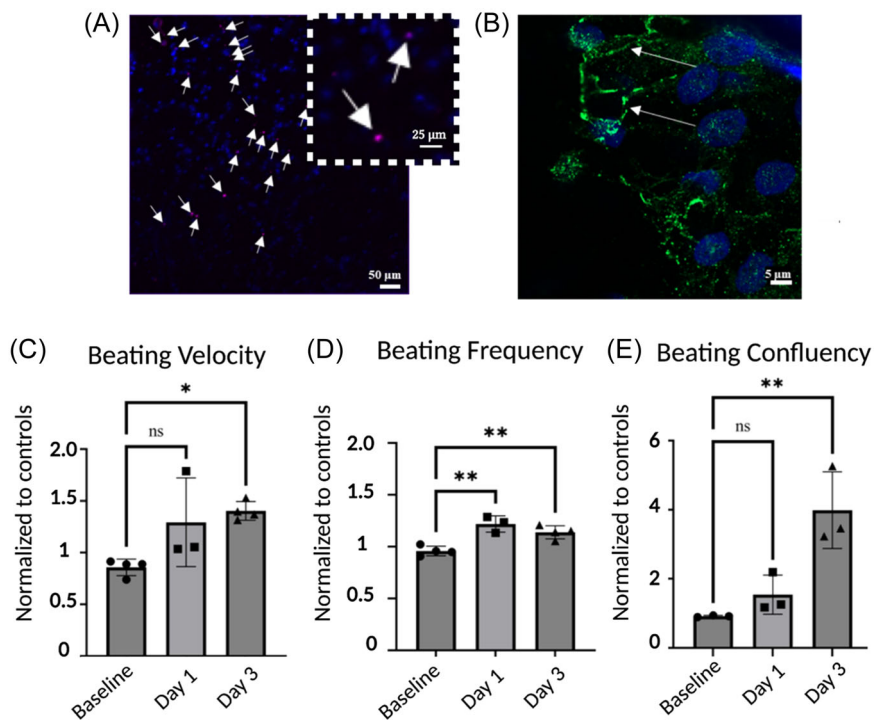 (A)
25 μm
50 μm
(B)
5 μm
(C)
Beating Velocity
Normalized to controls
2.0
1.5
1
0.5
0
ns
*
Baseline
Day 1
Day 3
(D)
Beating Frequency
Normalized to controls
2.0
1.5
1
0.5
0
**
**
Baseline
Day 1
Day 3
(E)
Beating Confluency
Normalized to controls
6
4
2
0
ns
**
Baseline
Day 1
Day 3